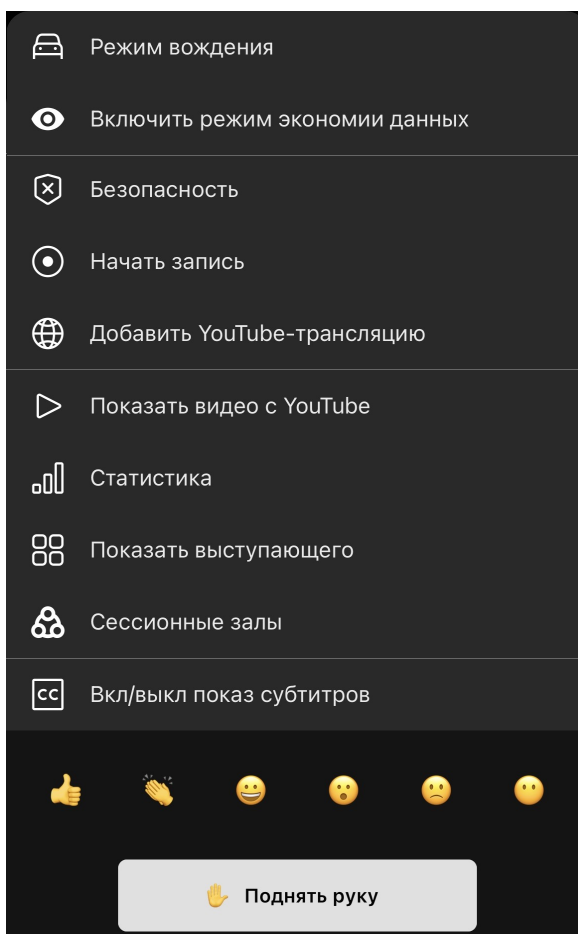 Режим вождения
Включить режим экономии данных
Безопасность
Начать запись
Добавить YouTube-трансляцию
Показать видео с YouTube
Статистика
Показать выступающего
Сессионные залы
CC Вкл/выкл показ субтитров
Поднять руку